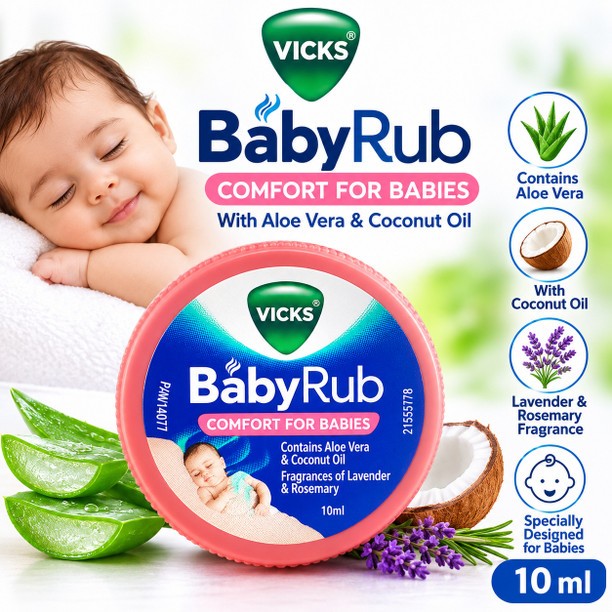 VICKS®
BabyRub
COMFORT FOR BABIES
With Aloe Vera & Coconut Oil
Contains
Aloe Vera
With
Coconut Oil
Lavender &
Rosemary
Fragrance
Specially
Designed
for Babies
10 ml
VICKS®
BabyRub
COMFORT FOR BABIES
Contains Aloe Vera
& Coconut Oil
Fragrances of Lavender
& Rosemary
10ml
P/IN14077
21555778